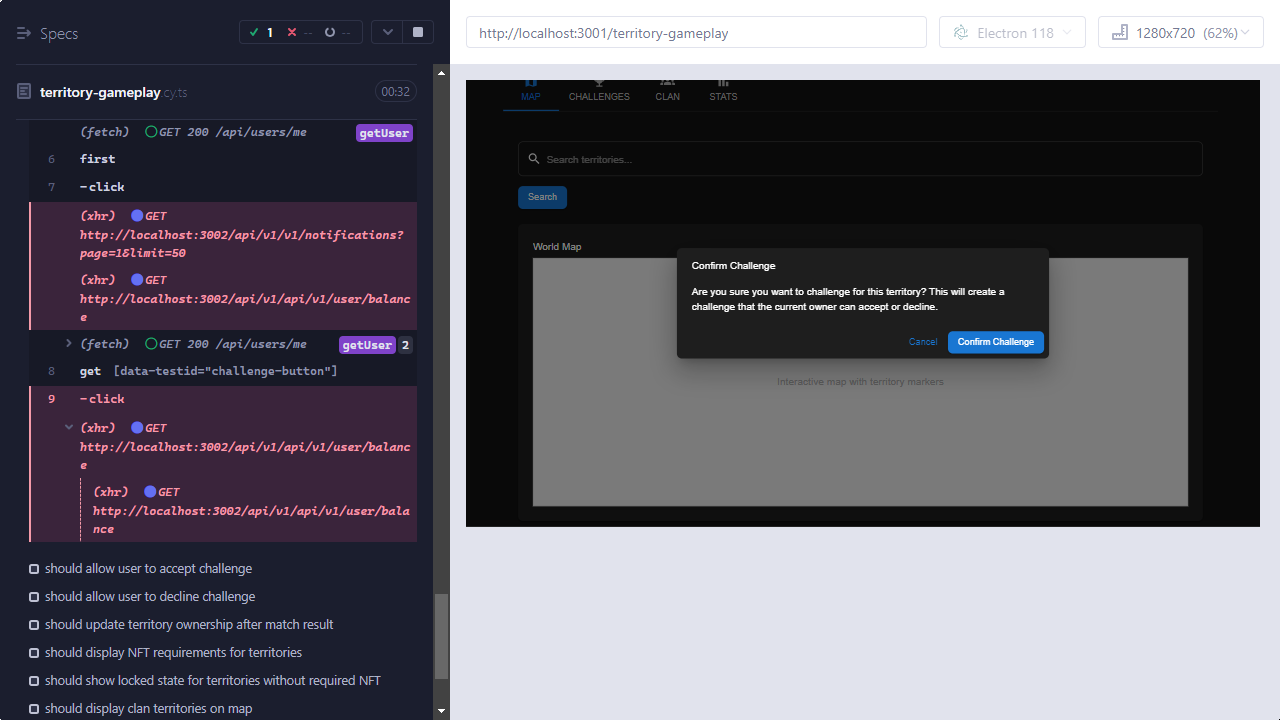 Specs
1
--
--
territory-gameplay.cy.ts
00:32
(fetch) GET 200 /api/users/me getUser
6 first
7 -click
(xhr) GET
http://localhost:3002/api/v1/v1/notifications?
page=1&limit=50
(xhr) GET
http://localhost:3002/api/v1/api/v1/user/balanc
e
(fetch) GET 200 /api/users/me getUser 2
8 get [data-testid="challenge-button"]
9 -click
(xhr) GET
http://localhost:3002/api/v1/api/v1/user/balanc
e
(xhr) GET
http://localhost:3002/api/v1/api/v1/user/bala
nce
should allow user to accept challenge
should allow user to decline challenge
should update territory ownership after match result
should display NFT requirements for territories
should show locked state for territories without required NFT
should display clan territories on map
http://localhost:3001/territory-gameplay
Electron 118
1280x720 (62%)
MAP
CHALLENGES
CLAN
STATS
Search territories...
Search
World Map
Confirm Challenge
Are you sure you want to challenge for this territory? This will create a
challenge that the current owner can accept or decline.
Cancel
Confirm Challenge
Interactive map with territory markers